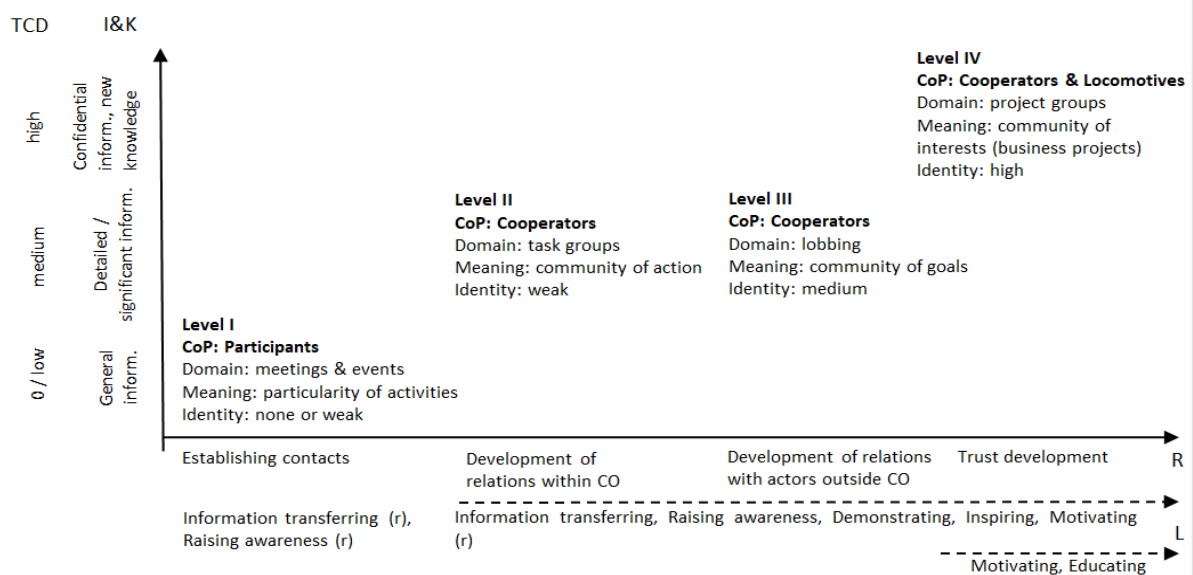 TCD
I&K
high
Confidential
inform., new
knowledge
medium
Detailed /
significant inform.
0 / low
General
inform.
Level IV
CoP: Cooperators & Locomotives
Domain: project groups
Meaning: community of
interests (business projects)
Identity: high
Level II
CoP: Cooperators
Domain: task groups
Meaning: community of action
Identity: weak
Level III
CoP: Cooperators
Domain: lobbing
Meaning: community of goals
Identity: medium
Level I
CoP: Participants
Domain: meetings & events
Meaning: particularity of activities
Identity: none or weak
Establishing contacts
Development of
relations within CO
Development of relations
with actors outside CO
Trust development
R
Information transferring (r),
Raising awareness (r)
Information transferring, Raising awareness, Demonstrating, Inspiring, Motivating
(r)
L
Motivating, Educating